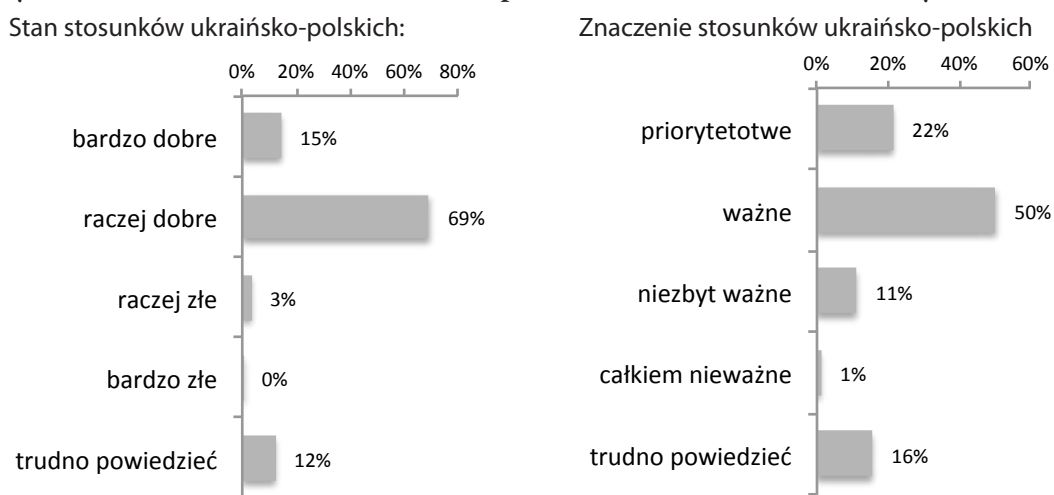 Stan stosunków ukraińsko-polskich:
0% 20% 40% 60% 80%
bardzo dobre 15%
raczej dobre 69%
raczej złe 3%
bardzo złe 0%
trudno powiedzieć 12%
Znaczenie stosunków ukraińsko-polskich
0% 20% 40% 60%
priorytetotwe 22%
ważne 50%
niezbyt ważne 11%
całkiem nieważne 1%
trudno powiedzieć 16%